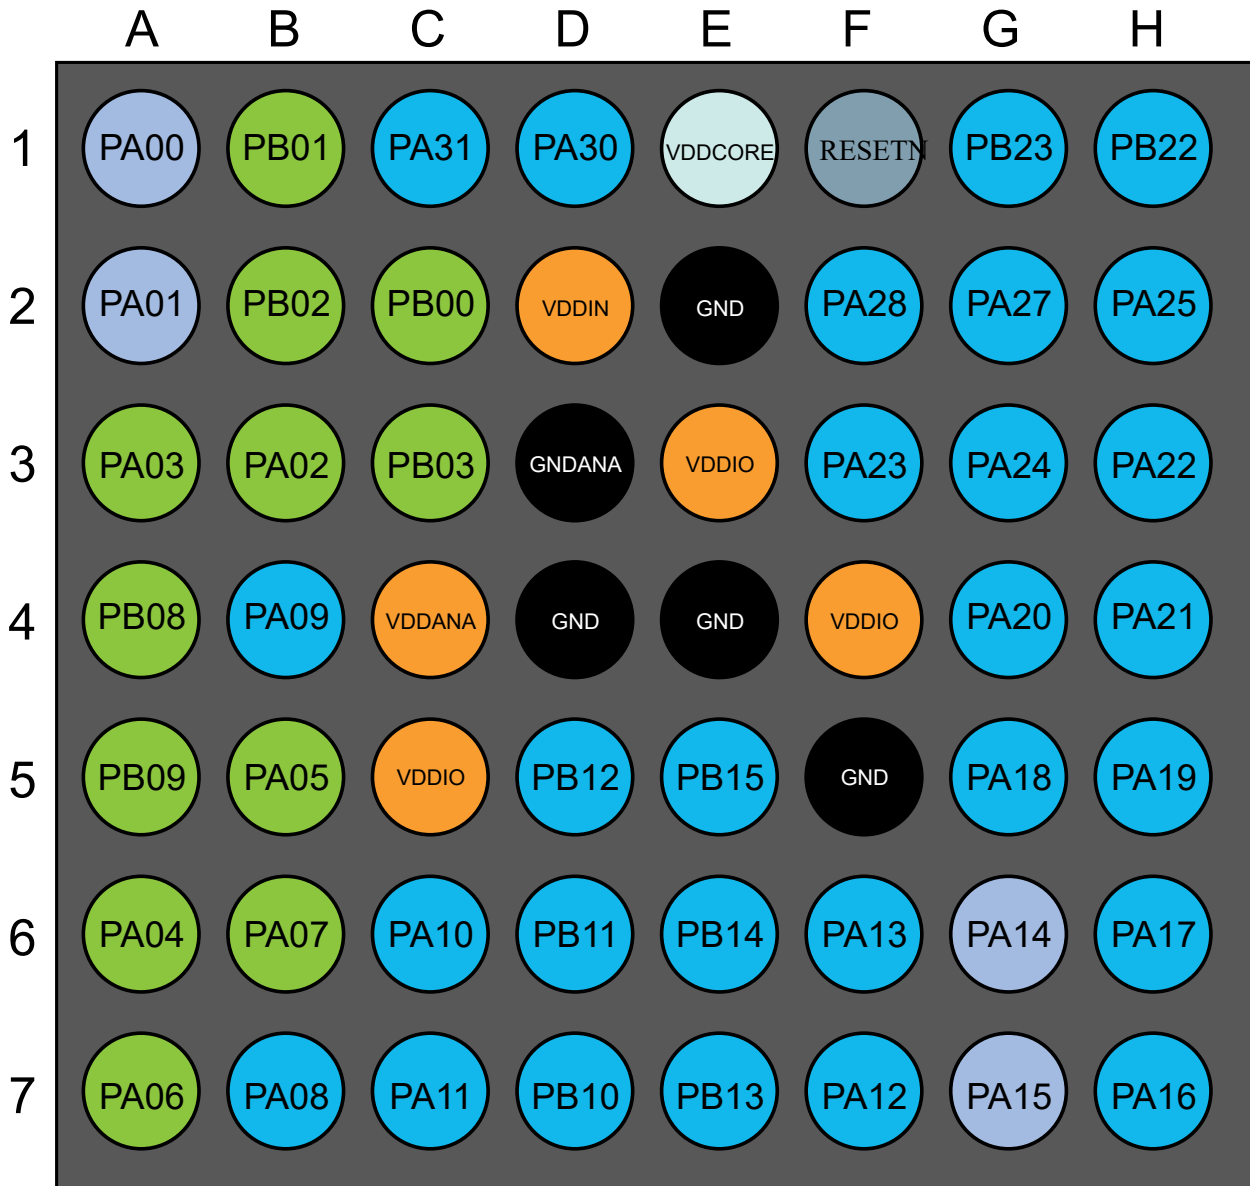 A B C D E F G H
1 PA00 PB01 PA31 PA30 VDDCORE RESETN PB23 PB22
2 PA01 PB02 PB00 VDDIN GND PA28 PA27 PA25
3 PA03 PA02 PB03 GNDANA VDDIO PA23 PA24 PA22
4 PB08 PA09 VDDANA GND GND VDDIO PA20 PA21
5 PB09 PA05 VDDIO PB12 PB15 GND PA18 PA19
6 PA04 PA07 PA10 PB11 PB14 PA13 PA14 PA17
7 PA06 PA08 PA11 PB10 PB13 PA12 PA15 PA16